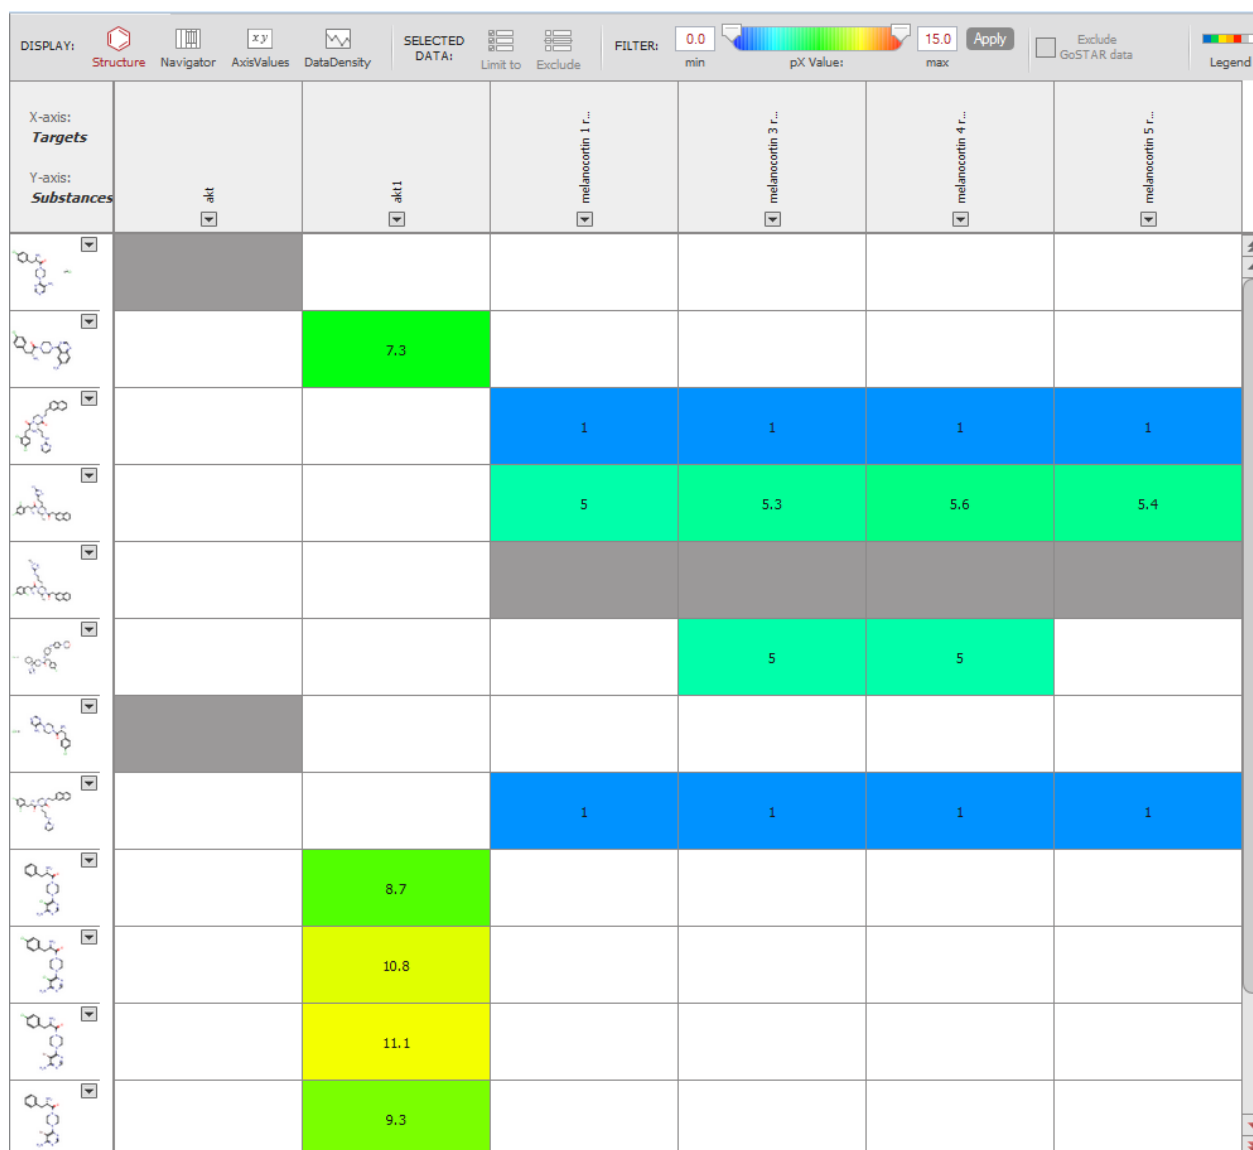 DISPLAY:
Structure
Navigator
xy
AxisValues
DataDensity
SELECTED DATA:
Limit to
Exclude
FILTER:
0.0
min
pX Value:
15.0
max
Apply
Exclude
GoSTAR data
Legend
X-axis:
Targets
Y-axis:
Substances
akt
akt1
melanocortin 1 r...
melanocortin 3 r...
melanocortin 4 r...
melanocortin 5 r...
7.3
1 1 1 1
5 5.3 5.6 5.4
5 5
1 1 1 1
8.7
10.8
11.1
9.3